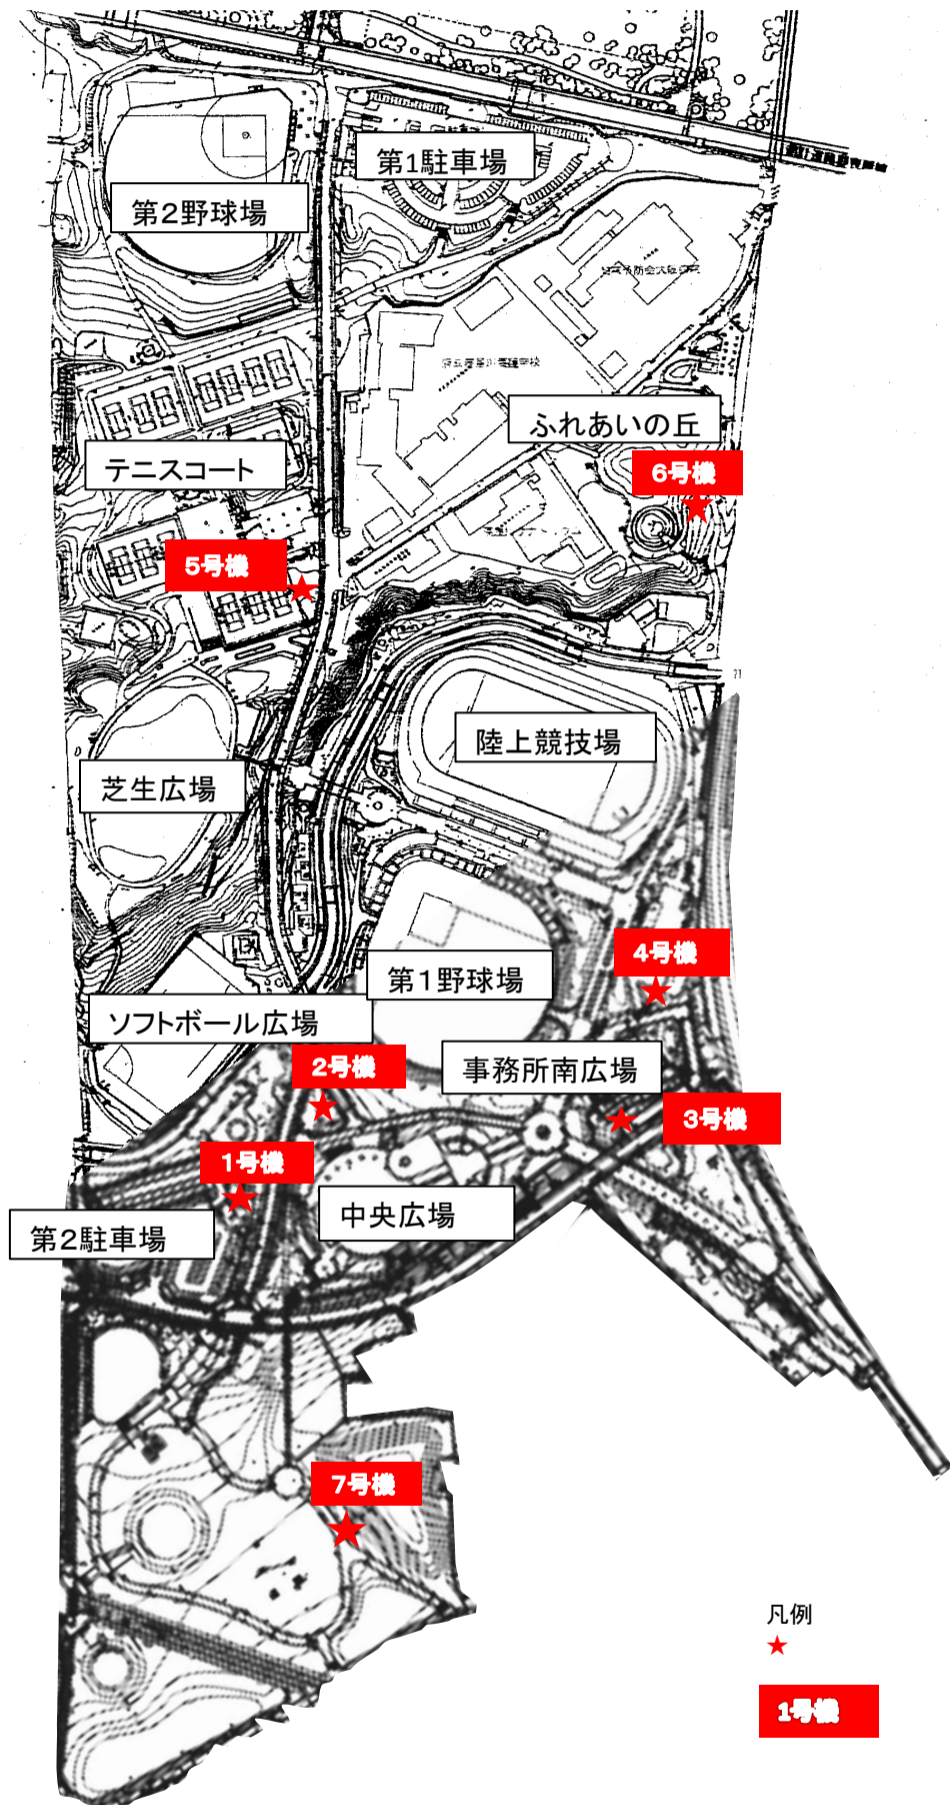 第1駐車場
第2野球場
ふれあいの丘
テニスコート
6号機
5号機
陸上競技場
芝生広場
4号機
第1野球場
ソフトボール広場
2号機
事務所南広場
3号機
1号機
中央広場
第2駐車場
7号機
凡例
1号機